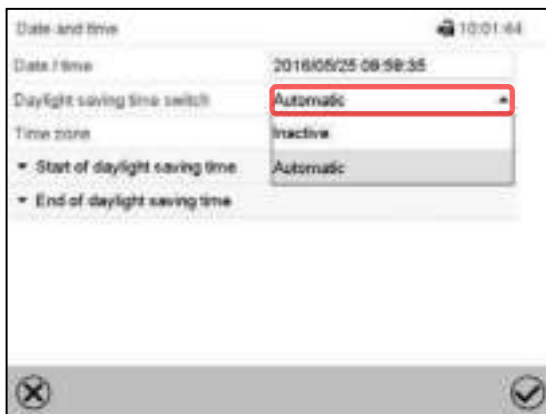 Date and time 10:01:44
Date / time 2016/05/25 09:59:35
Daylight saving time switch Automatic
Time zone Inactive
Start of daylight saving time Automatic
End of daylight saving time